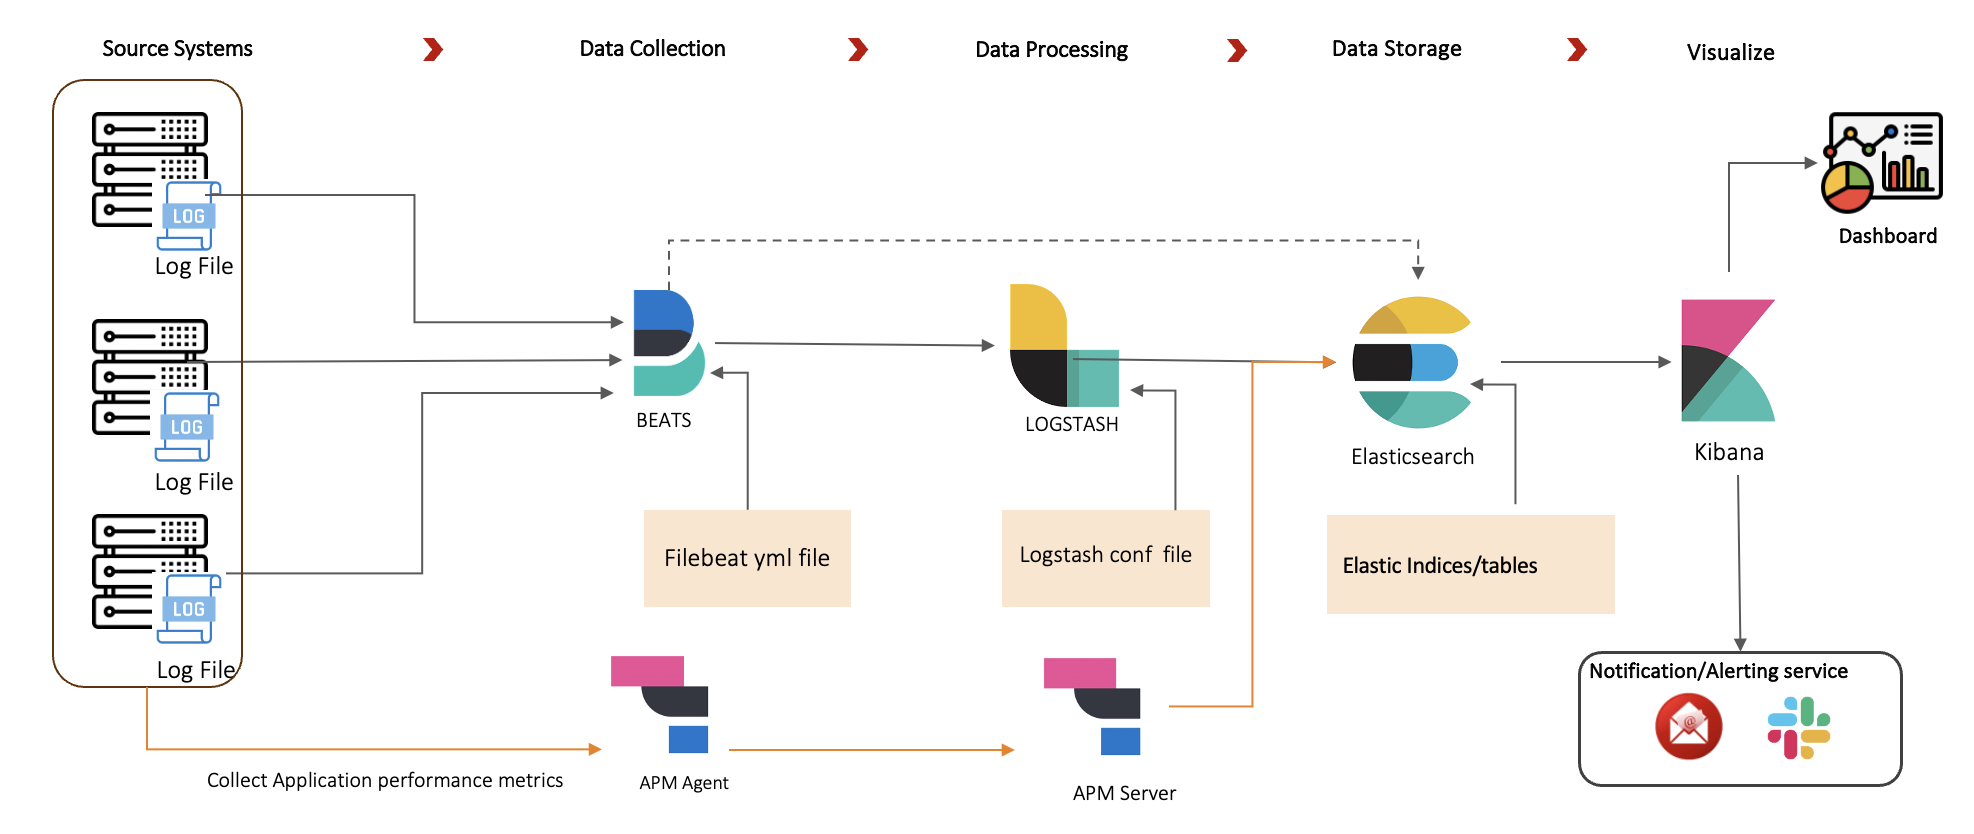 Source Systems
Data Collection
Data Processing
Data Storage
Visualize
LOG
Log File
LOG
Log File
LOG
Log File
Dashboard
BEATS
LOGSTASH
Elasticsearch
Kibana
Filebeat yml file
Logstash conf file
Elastic Indices/tables
Notification/Alerting service
@
Collect Application performance metrics
APM Agent
APM Server